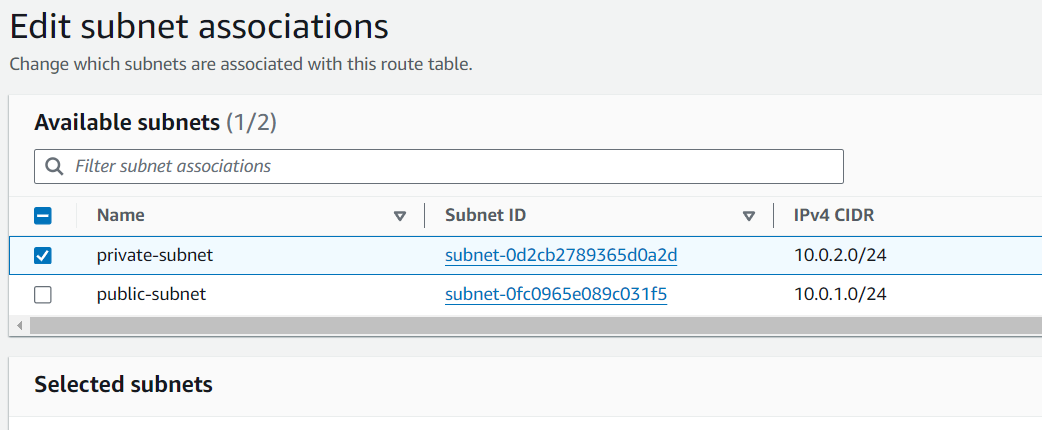 Edit subnet associations
Change which subnets are associated with this route table.
Available subnets (1/2)
Filter subnet associations
Name Subnet ID IPv4 CIDR
private-subnet subnet-0d2cb2789365d0a2d 10.0.2.0/24
public-subnet subnet-0fc0965e089c031f5 10.0.1.0/24
Selected subnets